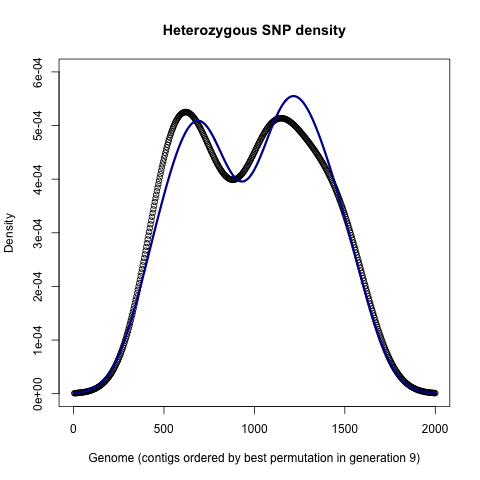 Heterozygous SNP density
6e-04
5e-04
4e-04
3e-04
2e-04
1e-04
0e+00
Density
0 500 1000 1500 2000
Genome (contigs ordered by best permutation in generation 9)